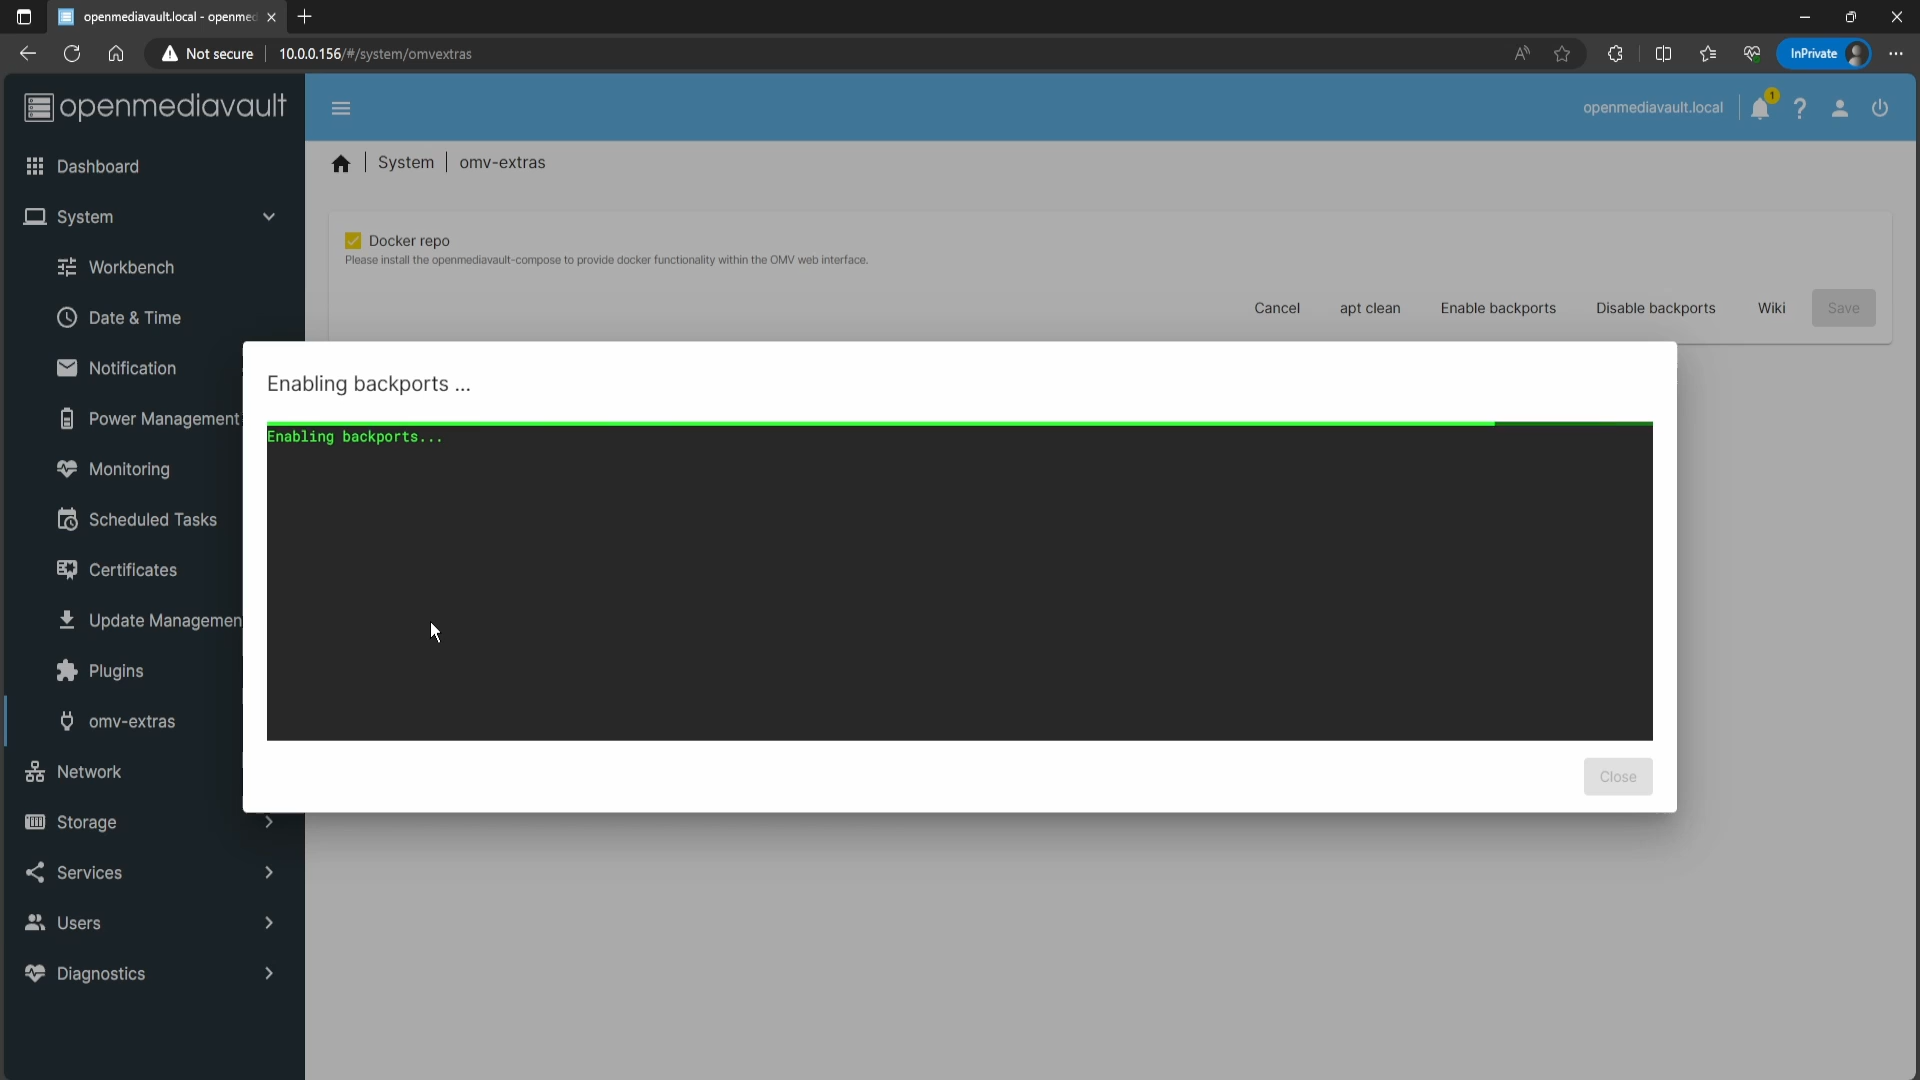 openmediavault.local - openmed
Not secure
10.0.0.156/#/system/omvextras
InPrivate
openmediavault
openmediavault.local
1
Dashboard
System
Workbench
Date & Time
Notification
Power Management
Monitoring
Scheduled Tasks
Certificates
Update Managemen
Plugins
omv-extras
Network
Storage
Services
Users
Diagnostics
System
omv-extras
Docker repo
Please install the openmediavault-compose to provide docker functionality within the OMV web interface.
Cancel
apt clean
Enable backports
Disable backports
Wiki
Save
Enabling backports ...
Enabling backports...
Close